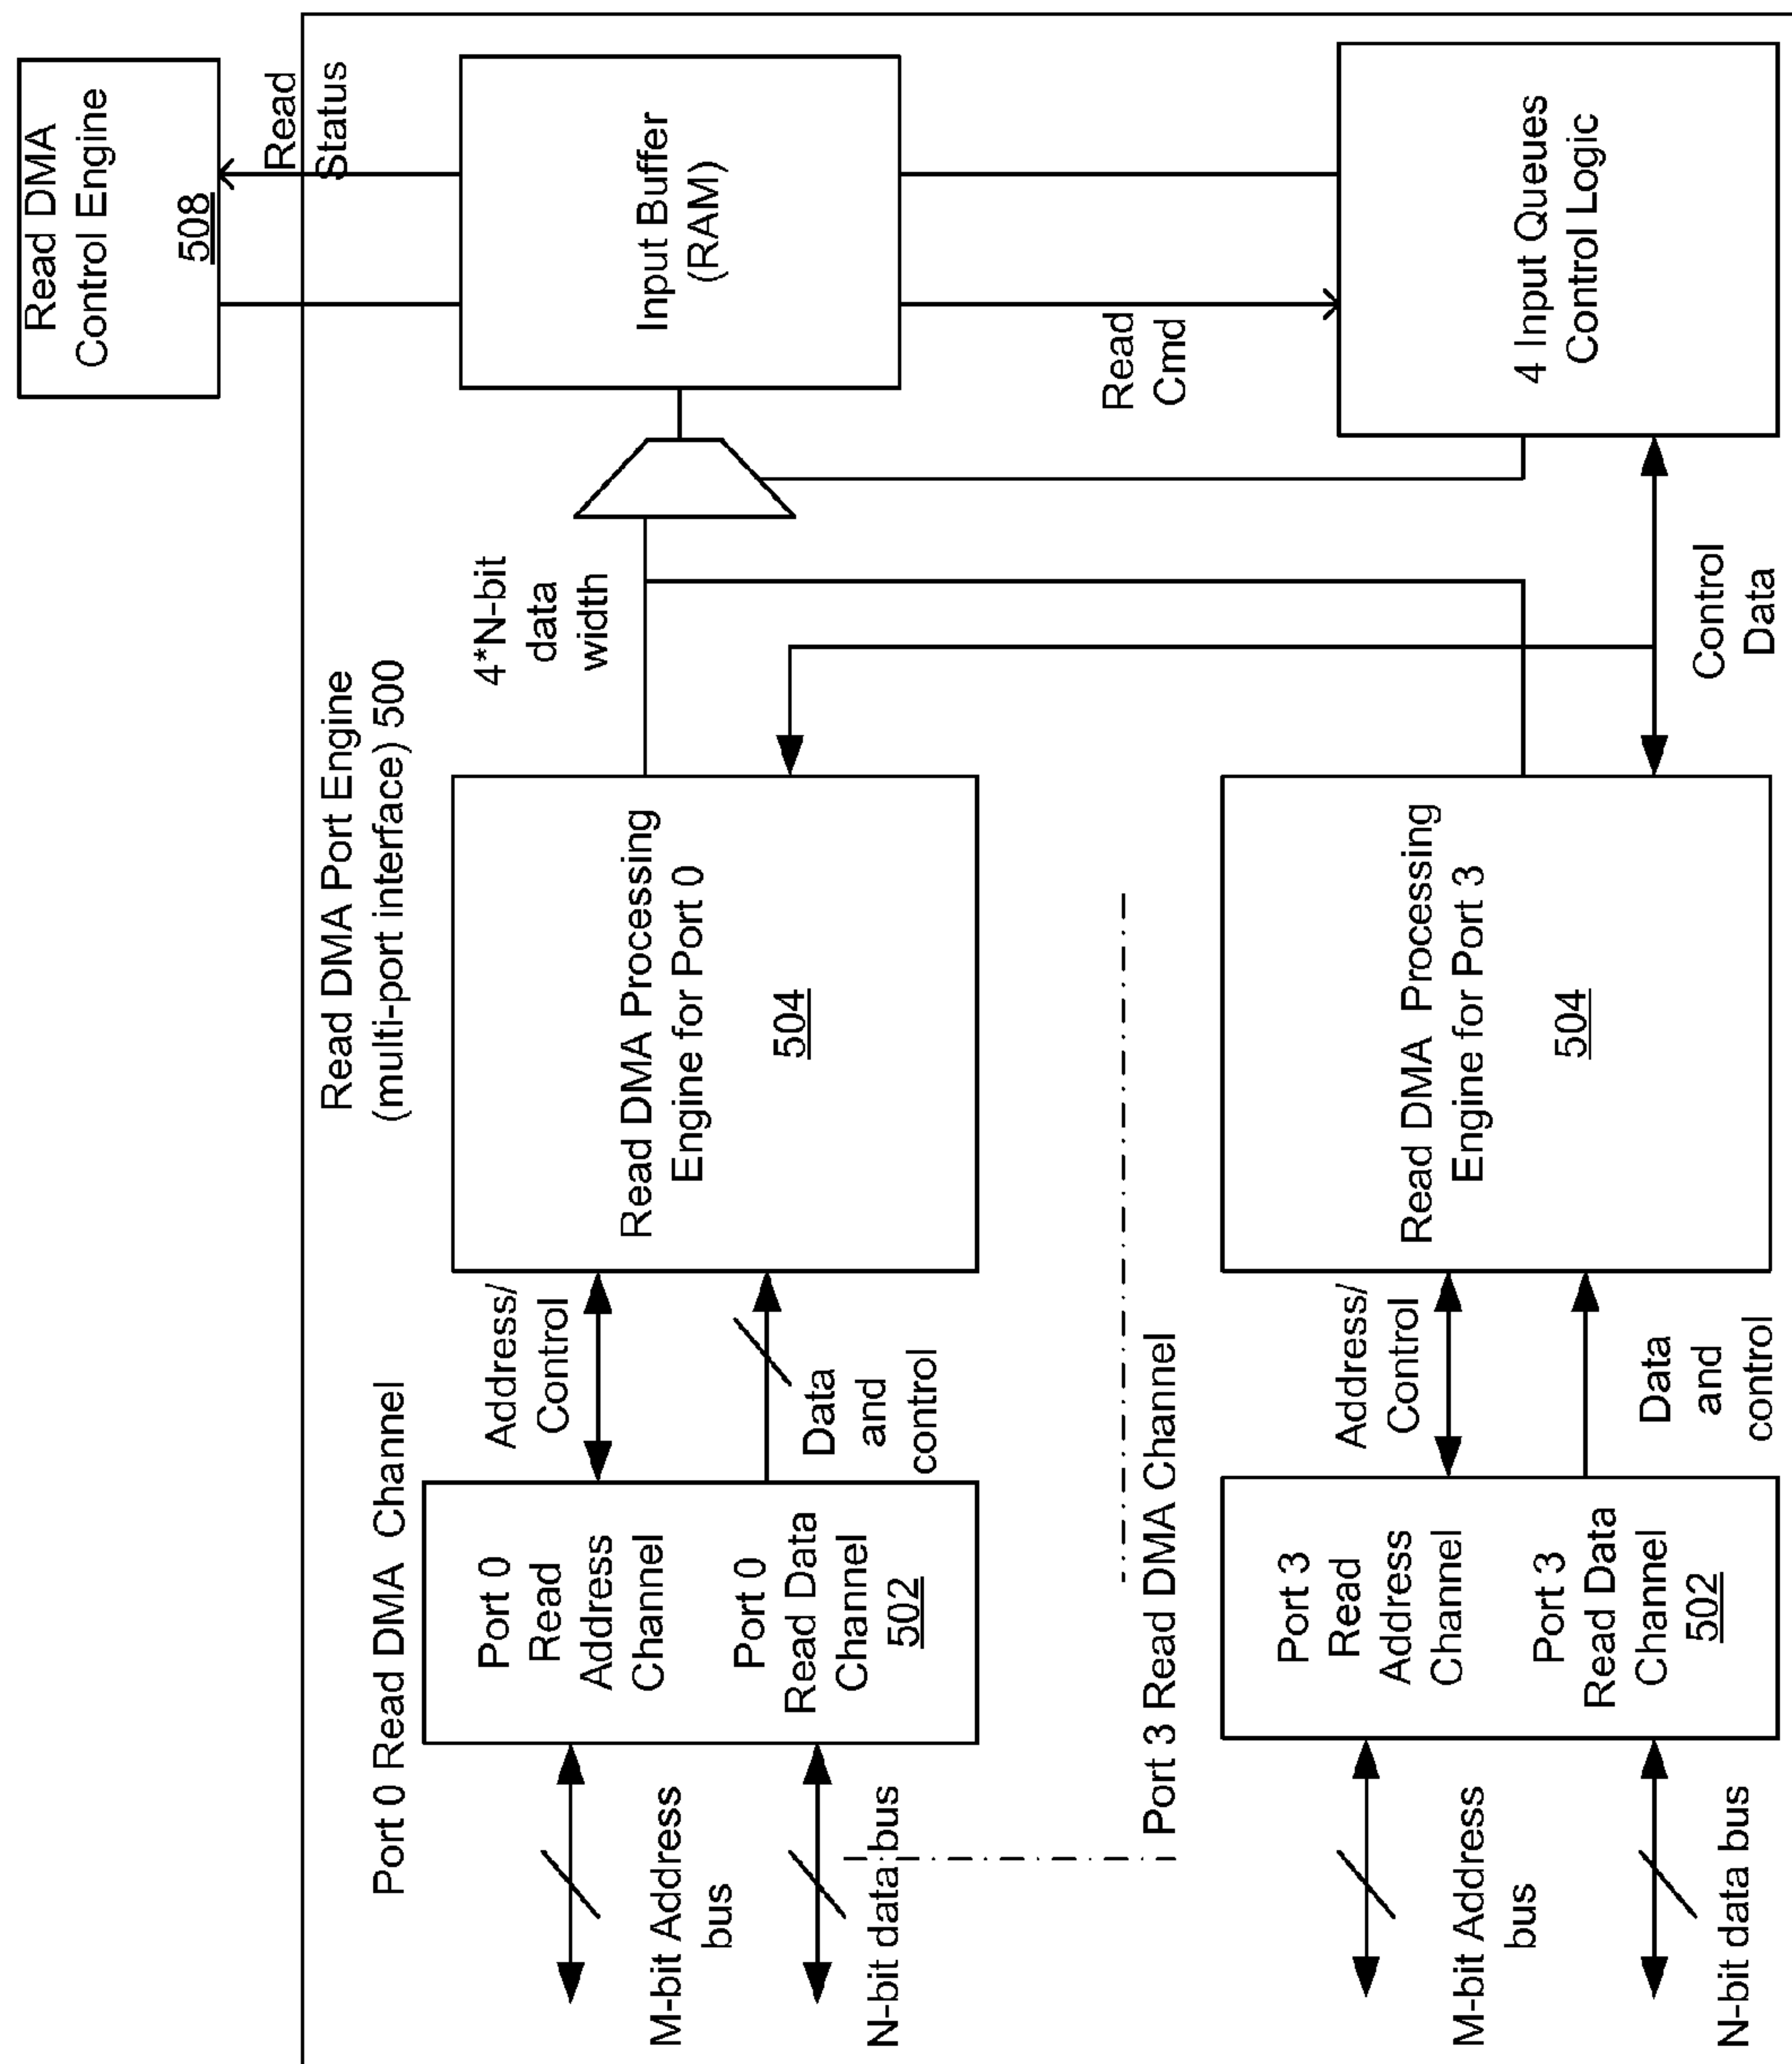 Read DMA Port Engine
(multi-port interface) 500
Port 0 Read DMA Channel
M-bit Address
bus
N-bit data bus
Port 0
Read
Address
Channel
Port 0
Read Data
Channel
502
Address/
Control
Data
and
control
Read DMA Processing
Engine for Port 0
504
4*N-bit
data
width
Input Buffer
(RAM)
Read
Status
Read DMA
Control Engine
508
Read
Cmd
Port 3 Read DMA Channel
M-bit Address
bus
N-bit data bus
Port 3
Read
Address
Channel
Port 3
Read Data
Channel
502
Address/
Control
Data
and
control
Read DMA Processing
Engine for Port 3
504
Control
Data
4 Input Queues
Control Logic